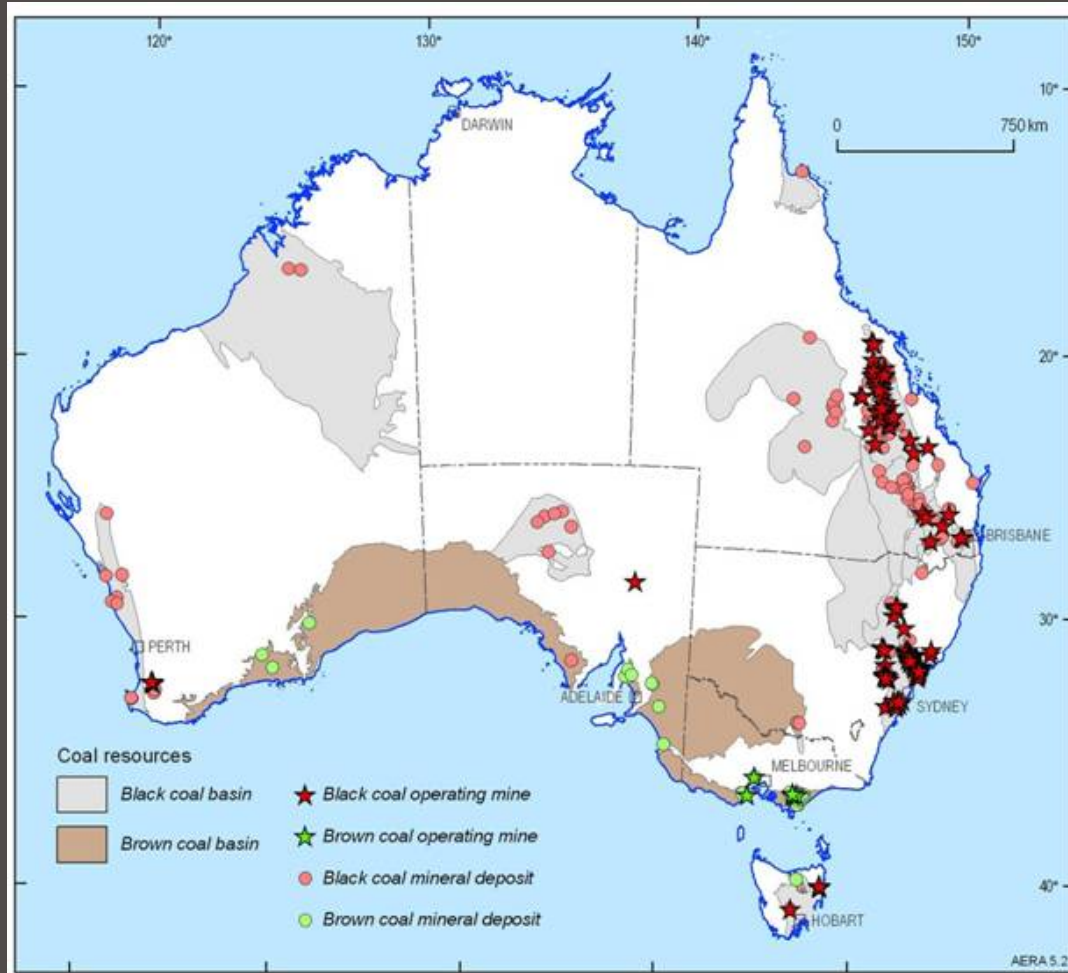 120°
130°
140°
150°
10°
DARWIN
0
750 km
20°
BRISBANE
30°
PERTH
ADELAIDE
SYDNEY
MELBOURNE
Coal resources
Black coal basin
Brown coal basin
Black coal operating mine
Brown coal operating mine
Black coal mineral deposit
Brown coal mineral deposit
40°
HOBART
AERA 5.2